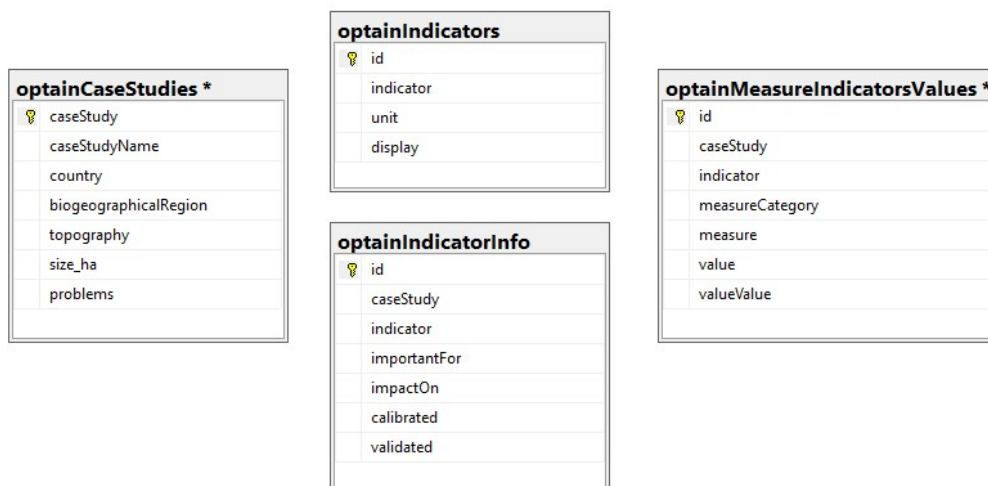 optainCaseStudies *
caseStudy
caseStudyName
country
biogeographicalRegion
topography
size_ha
problems
optainIndicators
id
indicator
unit
display
optainIndicatorInfo
id
caseStudy
indicator
importantFor
impactOn
calibrated
validated
optainMeasureIndicatorsValues *
id
caseStudy
indicator
measureCategory
measure
value
valueValue